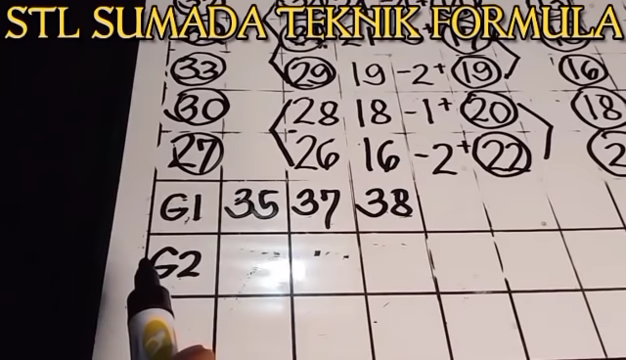 STL SUMADA TEKNIK FORMULA
33 29 19 -2+ 19 16
30 28 18 -1+ 20 18
27 26 16 -2+ 22
G1 35 37 38
G2